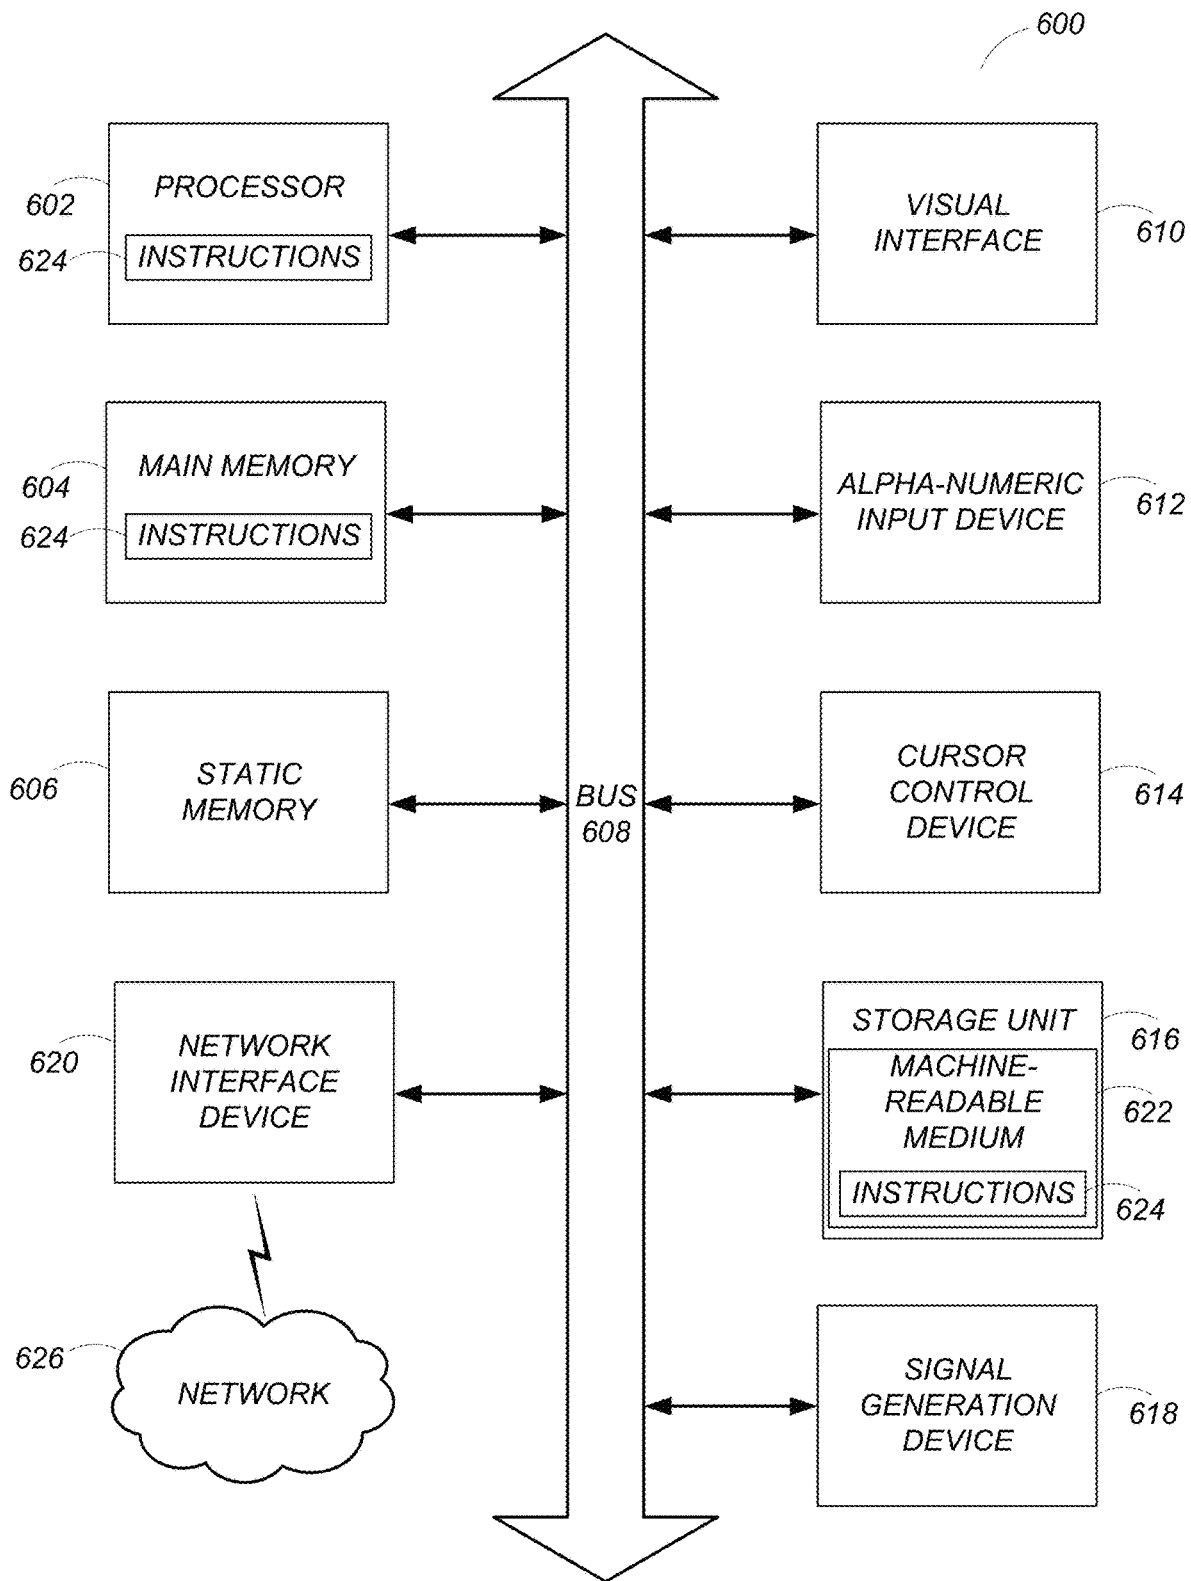 600
PROCESSOR
602
624
INSTRUCTIONS
VISUAL
INTERFACE
610
MAIN MEMORY
604
624
INSTRUCTIONS
ALPHA-NUMERIC
INPUT DEVICE
612
STATIC
MEMORY
606
BUS
608
CURSOR
CONTROL
DEVICE
614
NETWORK
INTERFACE
DEVICE
620
STORAGE UNIT
616
MACHINE-
READABLE
MEDIUM
622
INSTRUCTIONS
624
626
NETWORK
SIGNAL
GENERATION
DEVICE
618